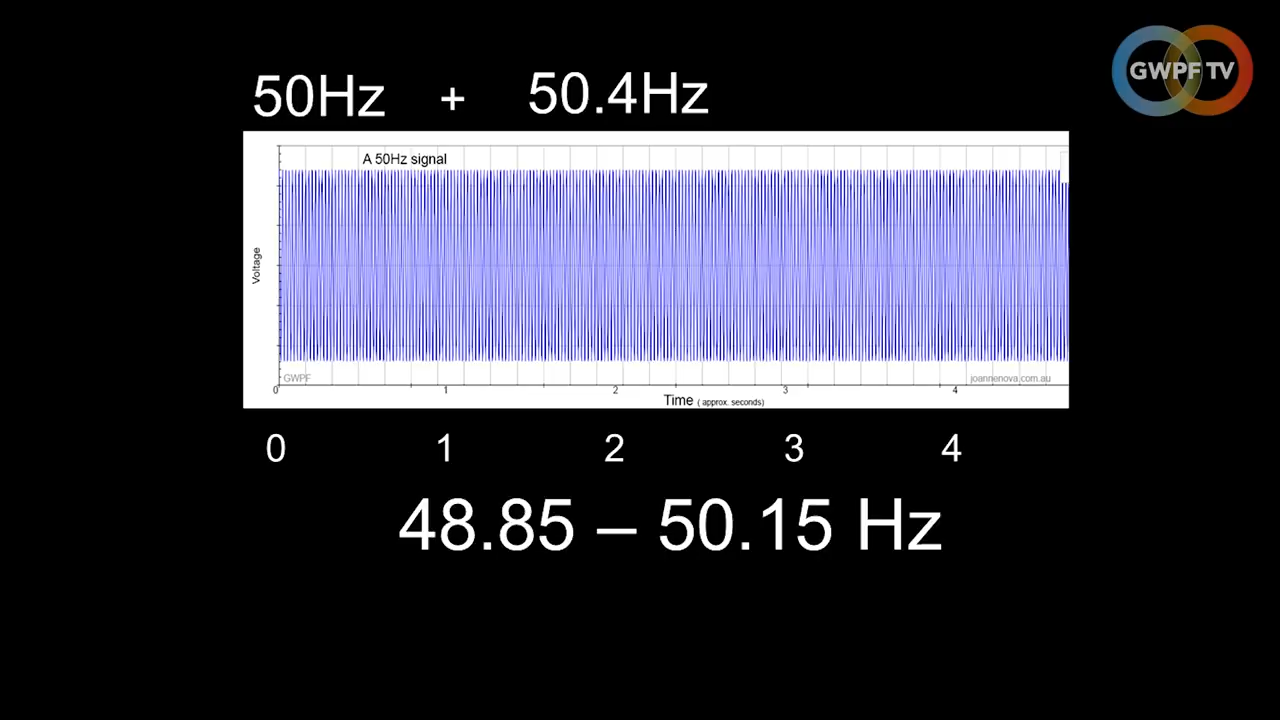 GWPF TV
50Hz + 50.4Hz
A 50Hz signal
Voltage
GWPF
joannenova.com.au
0 1 2 3 4
Time ( approx. seconds)
0 1 2 3 4
48.85 – 50.15 Hz